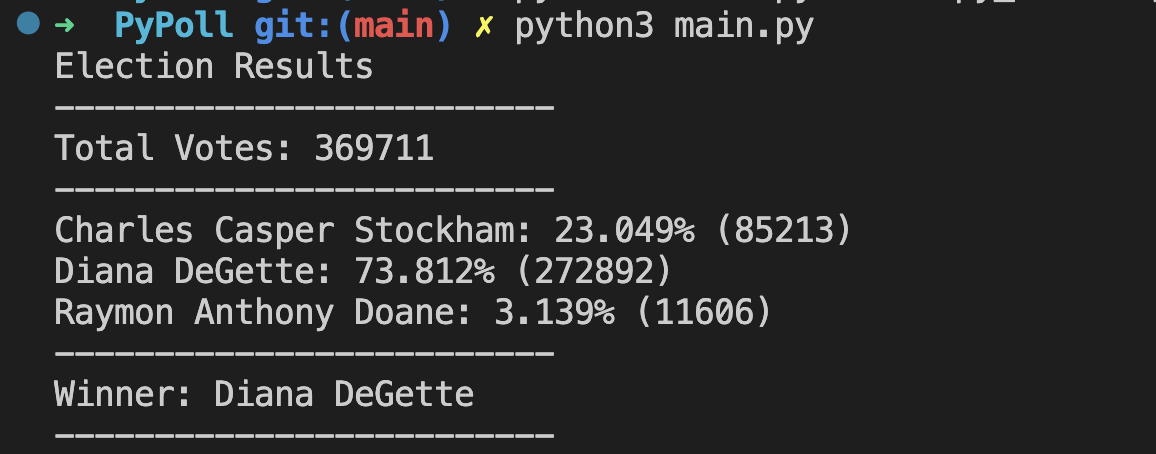 ➜ PyPoll git:(main) ✗ python3 main.py
Election Results
-------------------------
Total Votes: 369711
-------------------------
Charles Casper Stockham: 23.049% (85213)
Diana DeGette: 73.812% (272892)
Raymon Anthony Doane: 3.139% (11606)
-------------------------
Winner: Diana DeGette
-------------------------